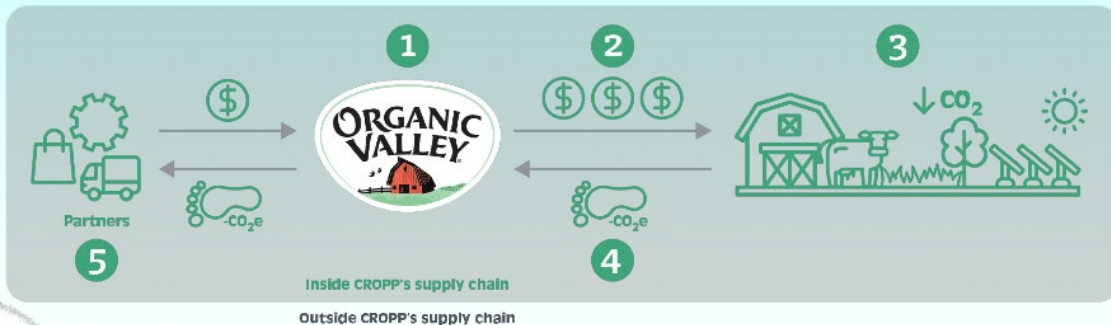 1
2
3
$
$ $ $
↓ CO₂
ORGANIC
VALLEY
-CO₂e
-CO₂e
Partners
5
4
Inside CROPP's supply chain
Outside CROPP's supply chain